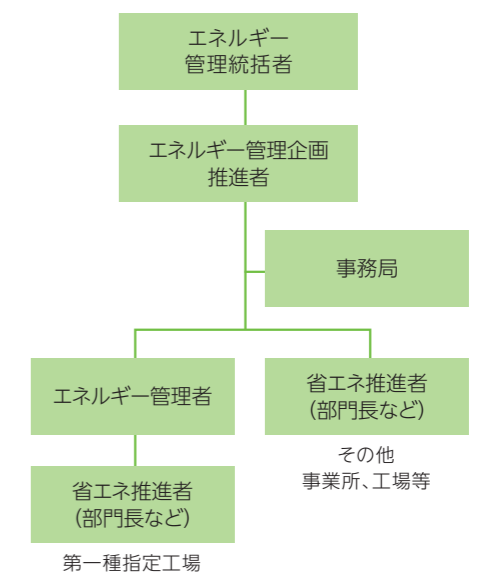 エネルギー
管理統括者
エネルギー管理企画
推進者
事務局
エネルギー管理者
省エネ推進者
(部門長など)
第一種指定工場
省エネ推進者
(部門長など)
その他
事業所、工場等